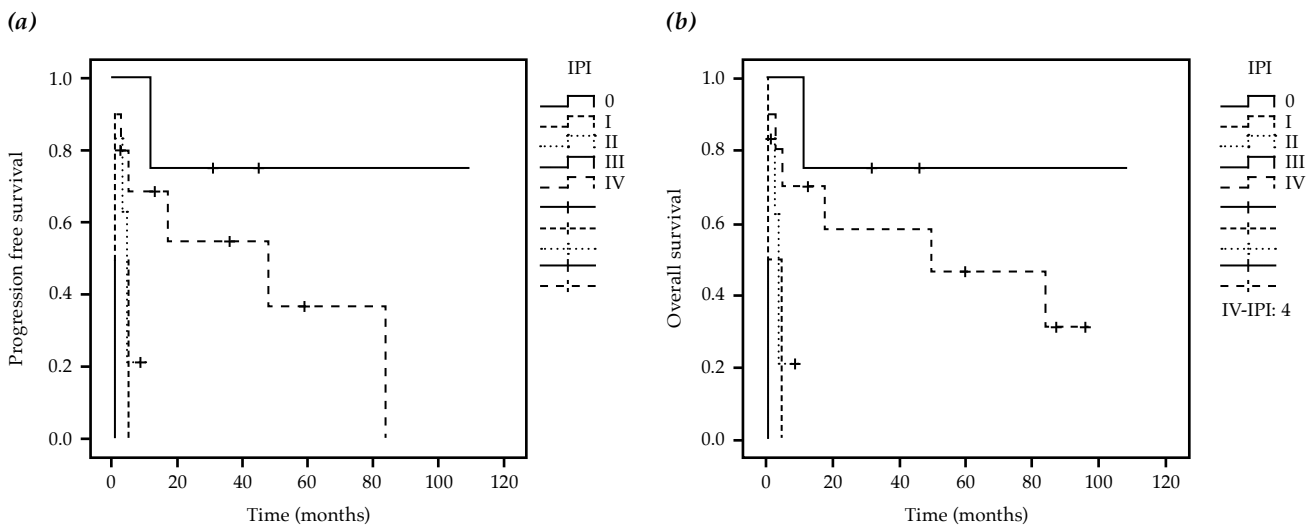 (a)
Progression free survival
1.0
0.8
0.6
0.4
0.2
0.0
0
20
40
60
80
100
120
Time (months)
IPI
0
I
II
III
IV
(b)
Overall survival
1.0
0.8
0.6
0.4
0.2
0.0
0
20
40
60
80
100
120
Time (months)
IPI
0
I
II
III
IV
IV-IPI: 4